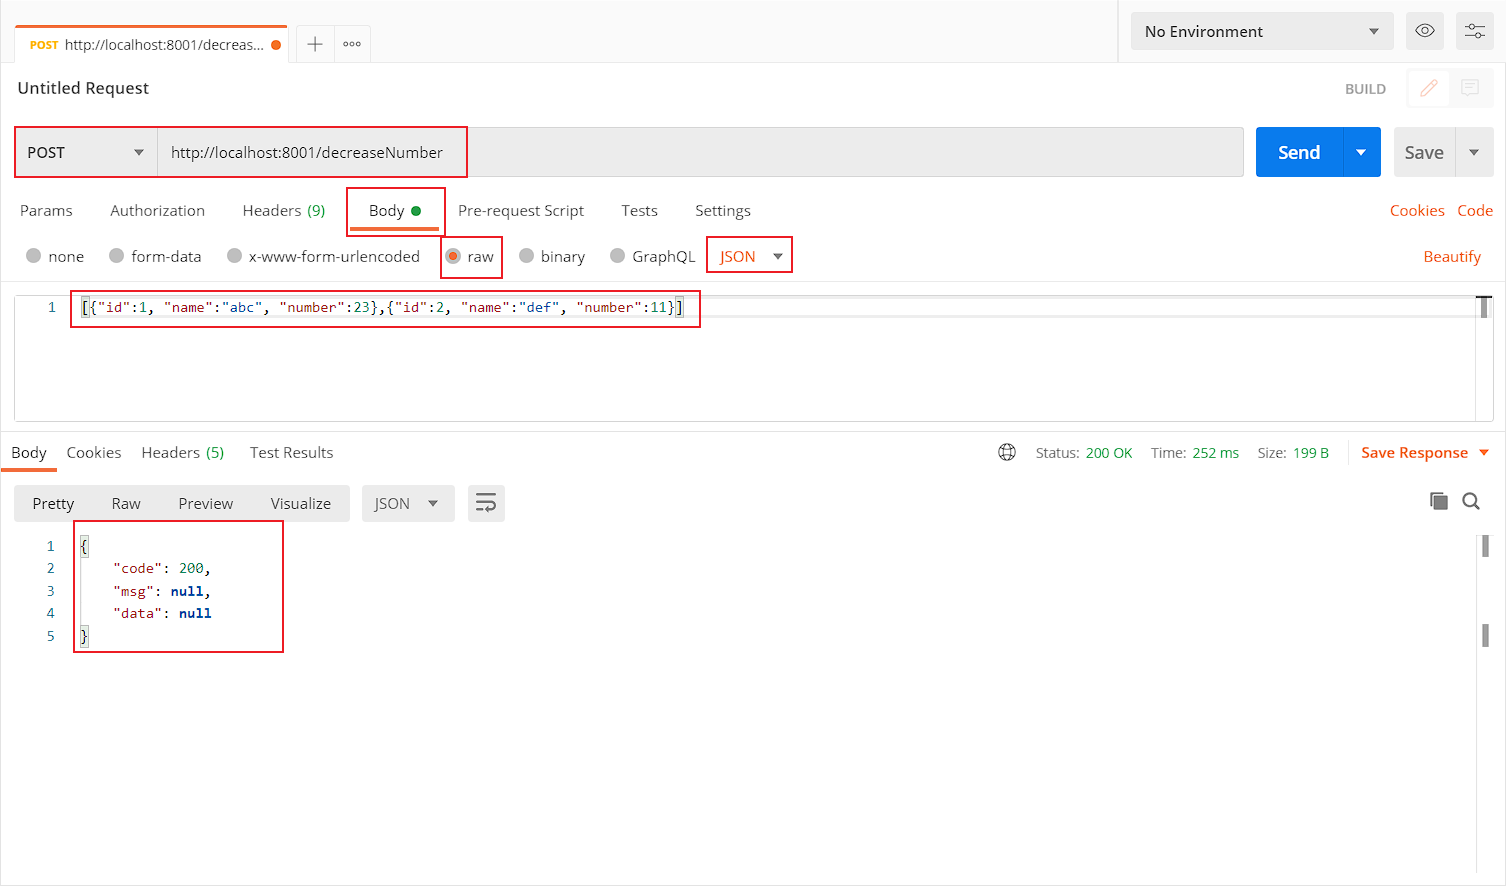 POST http://localhost:8001/decreas...
No Environment
Untitled Request
BUILD
POST http://localhost:8001/decreaseNumber
Send
Save
Params Authorization Headers (9) Body Pre-request Script Tests Settings Cookies Code
none form-data x-www-form-urlencoded raw binary GraphQL JSON Beautify
1 [{"id":1, "name":"abc", "number":23},{"id":2, "name":"def", "number":11}]
Body Cookies Headers (5) Test Results Status: 200 OK Time: 252 ms Size: 199 B Save Response
Pretty Raw Preview Visualize JSON
1 {
2 "code": 200,
3 "msg": null,
4 "data": null
5 }